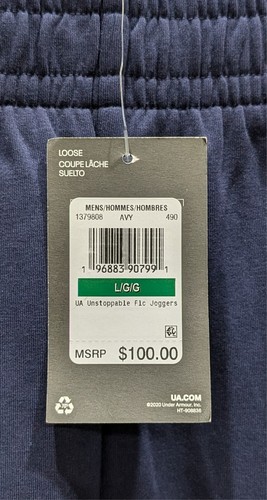 LOOSE
COUPE LÂCHE
SUELTO
MENS/HOMMES/HOMBRES
1379808 AVY 490
1 96883 90799 1
L/G/G
UA Unstoppable Flc Joggers
MSRP $100.00
UA.COM
©2020 Under Armour, Inc.